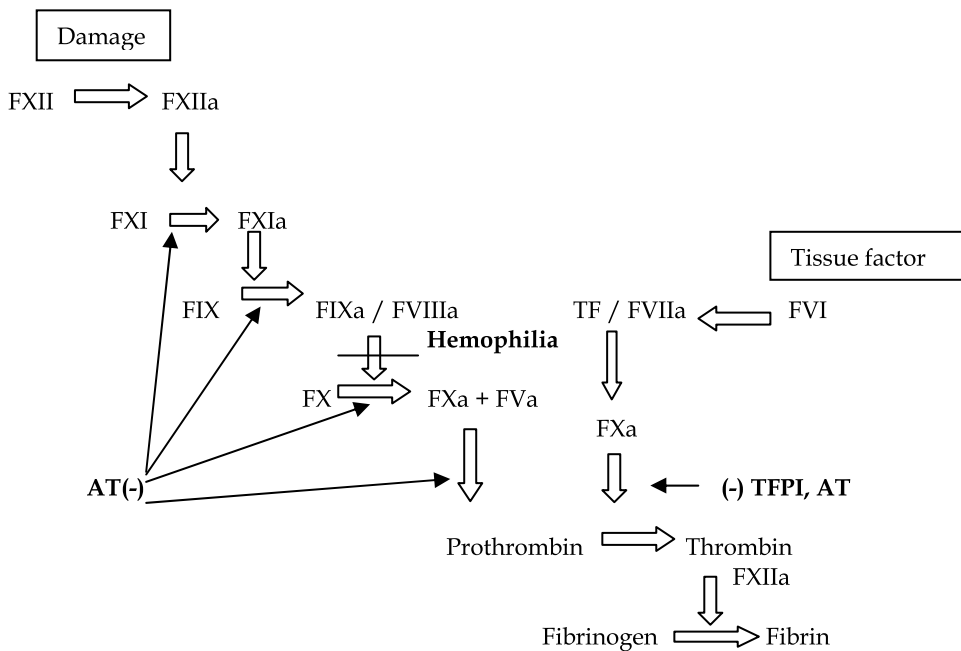 Damage
FXII FXIIa
FXI FXIa
Tissue factor
FIX FIXa / FVIIIa TF / FVIIa FVI
Hemophilia
FX FXa + FVa
FXa
AT(-) (-) TFPI, AT
Prothrombin Thrombin
FXIIa
Fibrinogen Fibrin